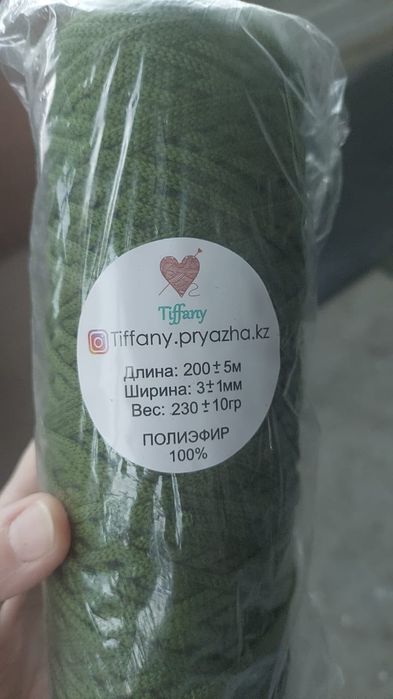 Tiffany
Tiffany.pryazha.kz
Длина: 200±5м
Ширина: 3±1мм
Вес: 230±10гр
ПОЛИЭФИР
100%